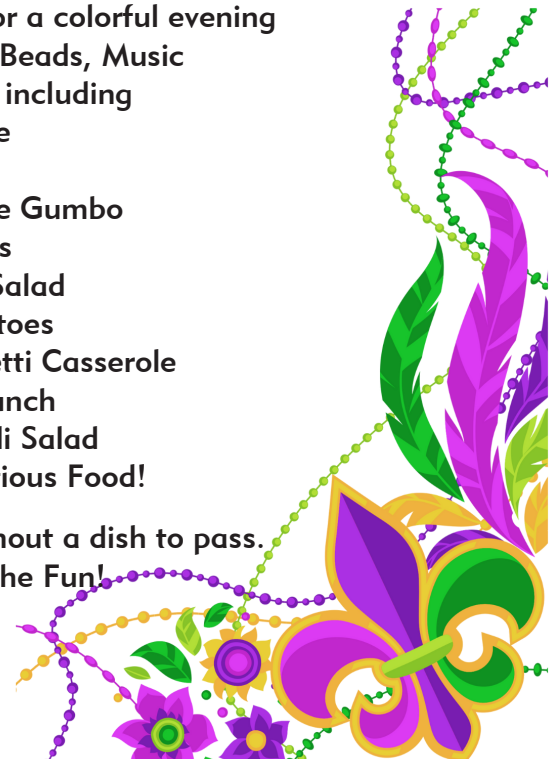 or a colorful evening
Beads, Music
including
e
e Gumbo
s
Salad
toes
etti Casserole
unch
li Salad
ious Food!
hout a dish to pass.
he Fun!